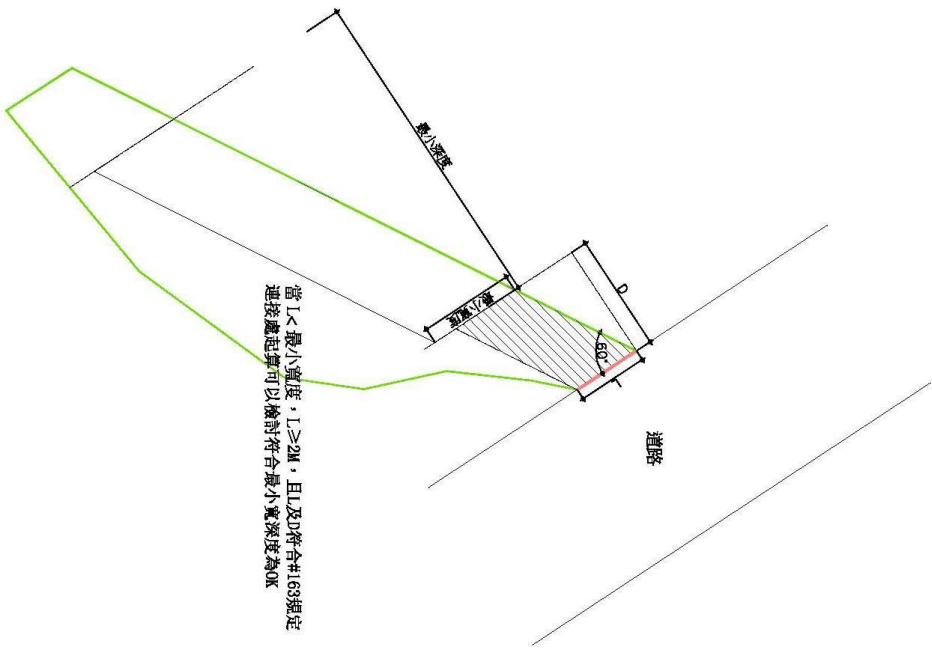 最小深度
D
最小寬度
60°
L
道路
當L<最小寬度，L≥2M，且L及D符合#163規定
連接處起算可以檢討符合最小寬深度為OK